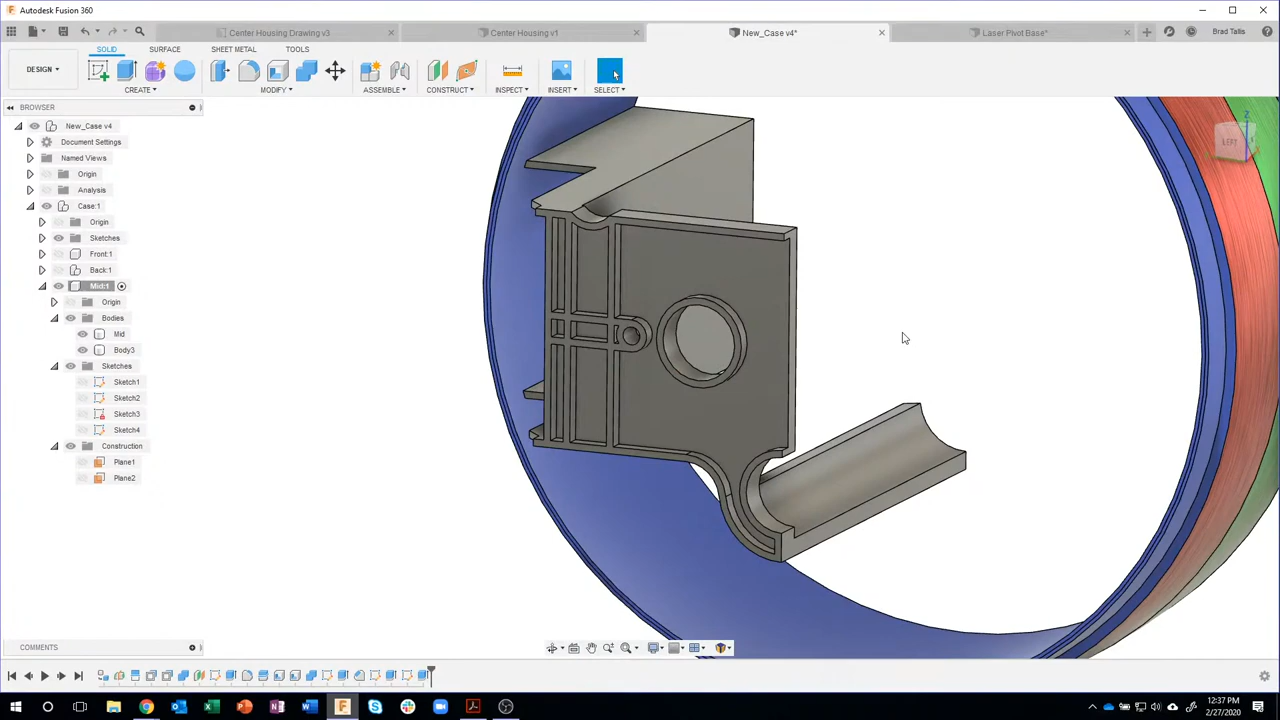 Autodesk Fusion 360
Center Housing Drawing v3
Center Housing v1
New_Case v4*
Laser Pivot Base*
Brad Tallis
SOLID
SURFACE
SHEET METAL
TOOLS
DESIGN
CREATE
MODIFY
ASSEMBLE
CONSTRUCT
INSPECT
INSERT
SELECT
BROWSER
New_Case v4
Document Settings
Named Views
Origin
Analysis
Case:1
Origin
Sketches
Front:1
Back:1
Mid:1
Origin
Bodies
Mid
Body3
Sketches
Sketch1
Sketch2
Sketch3
Sketch4
Construction
Plane1
Plane2
LEFT
Z
COMMENTS
12:37 PM
2/27/2020